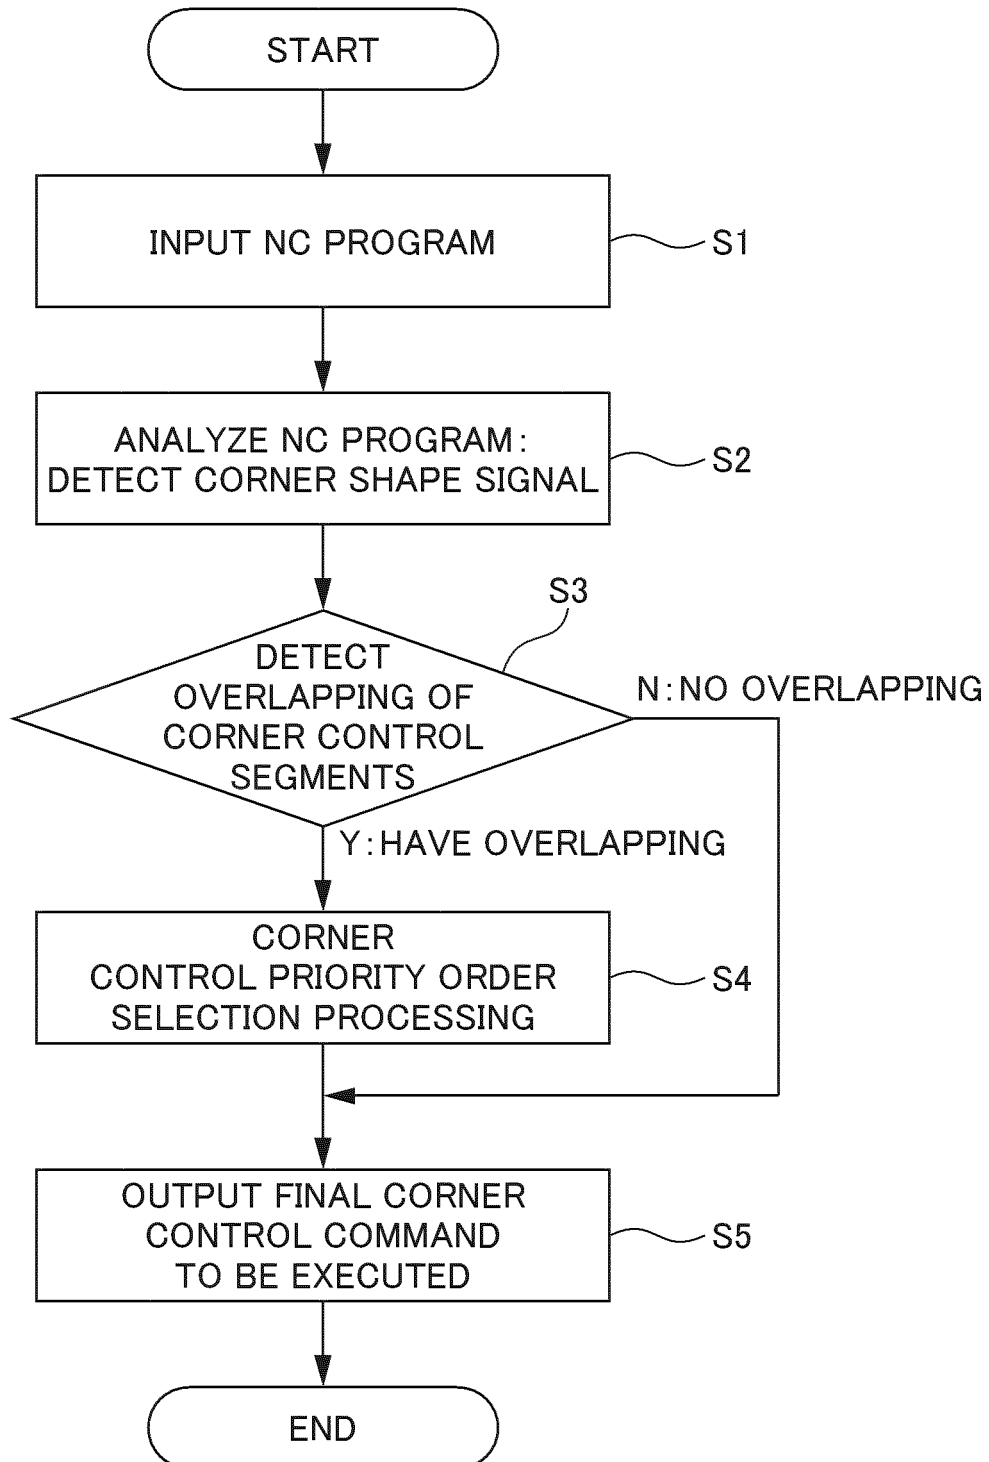 START
INPUT NC PROGRAM
S1
ANALYZE NC PROGRAM:
DETECT CORNER SHAPE SIGNAL
S2
S3
DETECT
OVERLAPPING OF
CORNER CONTROL
SEGMENTS
N:NO OVERLAPPING
Y:HAVE OVERLAPPING
CORNER
CONTROL PRIORITY ORDER
SELECTION PROCESSING
S4
OUTPUT FINAL CORNER
CONTROL COMMAND
TO BE EXECUTED
S5
END